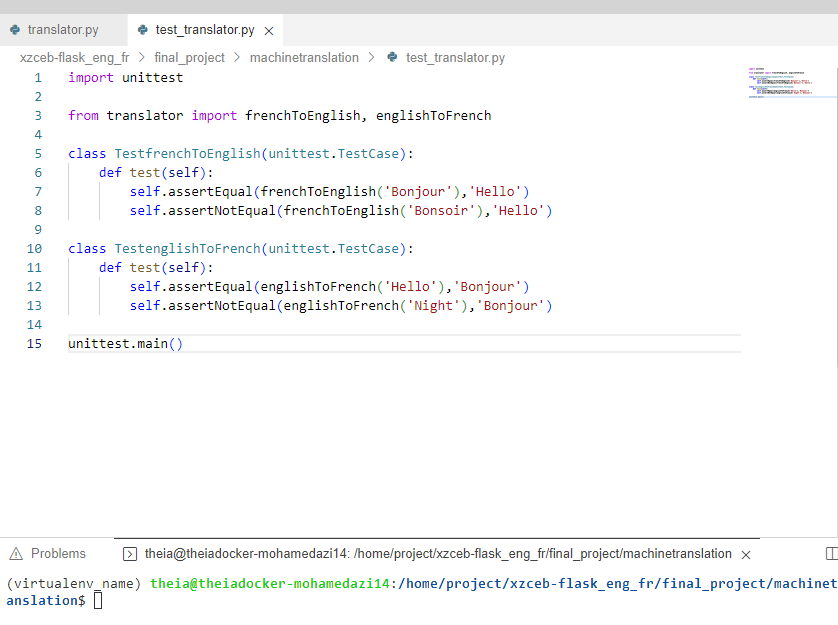 translator.py test_translator.py
xzceb-flask_eng_fr > final_project > machinetranslation > test_translator.py
1 import unittest
2
3 from translator import frenchToEnglish, englishToFrench
4
5 class TestfrenchToEnglish(unittest.TestCase):
6 def test(self):
7 self.assertEqual(frenchToEnglish('Bonjour'),'Hello')
8 self.assertNotEqual(frenchToEnglish('Bonsoir'),'Hello')
9
10 class TestenglishToFrench(unittest.TestCase):
11 def test(self):
12 self.assertEqual(englishToFrench('Hello'),'Bonjour')
13 self.assertNotEqual(englishToFrench('Night'),'Bonjour')
14
15 unittest.main()
Problems theia@theiadocker-mohamedazi14: /home/project/xzceb-flask_eng_fr/final_project/machinetranslation
(virtualenv_name) theia@theiadocker-mohamedazi14:/home/project/xzceb-flask_eng_fr/final_project/machinet
anslation$